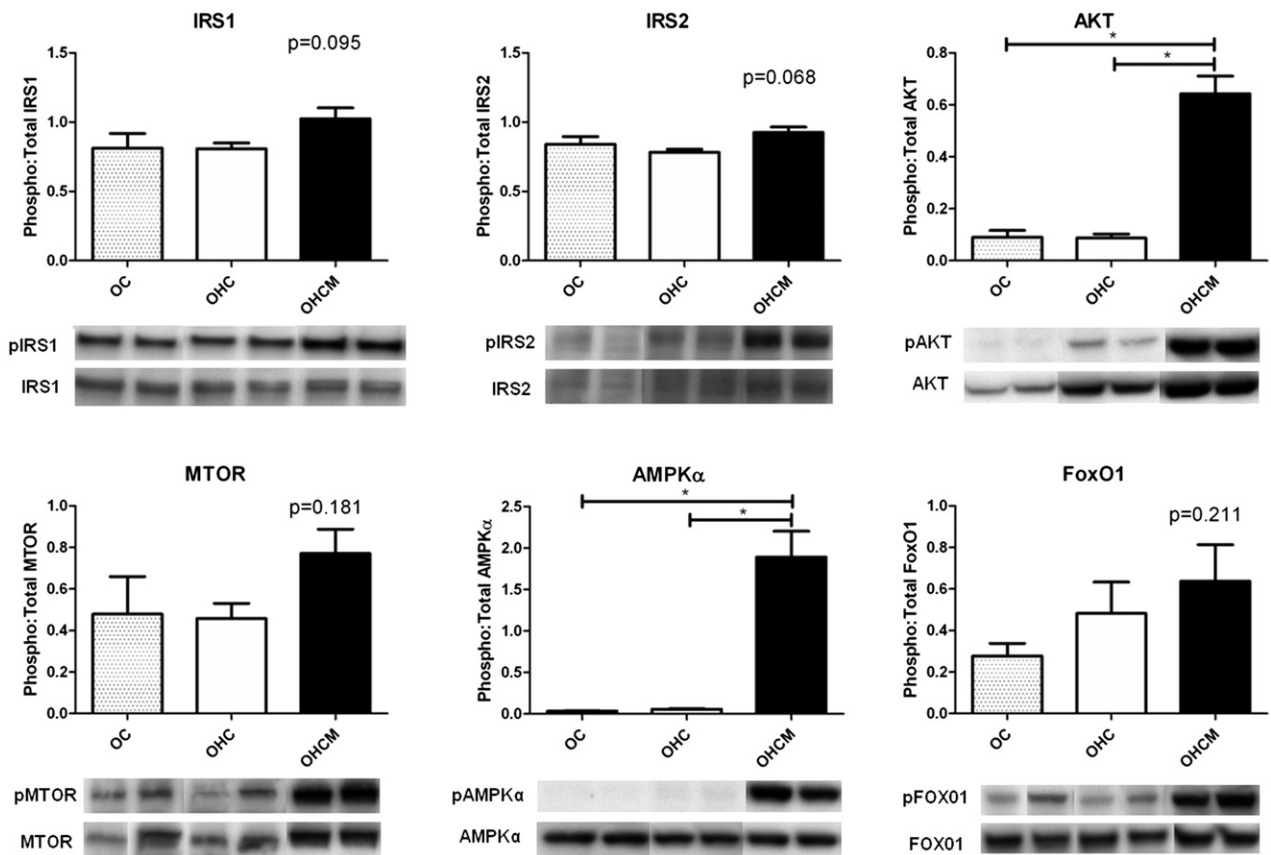 IRS1
p=0.095
Phospho:Total IRS1
1.5
1.0
0.5
0.0
OC
OHC
OHCM
pIRS1
IRS1
IRS2
p=0.068
Phospho:Total IRS2
1.5
1.0
0.5
0.0
OC
OHC
OHCM
pIRS2
IRS2
AKT
*
*
Phospho:Total AKT
0.8
0.6
0.4
0.2
0.0
OC
OHC
OHCM
pAKT
AKT
MTOR
p=0.181
Phospho:Total MTOR
1.0
0.8
0.6
0.4
0.2
0.0
OC
OHC
OHCM
pMTOR
MTOR
AMPKα
*
*
Phospho:Total AMPKα
2.5
2.0
1.5
1.0
0.5
0.0
OC
OHC
OHCM
pAMPKα
AMPKα
FoxO1
p=0.211
Phospho:Total FoxO1
1.0
0.8
0.6
0.4
0.2
0.0
OC
OHC
OHCM
pFOX01
FOX01